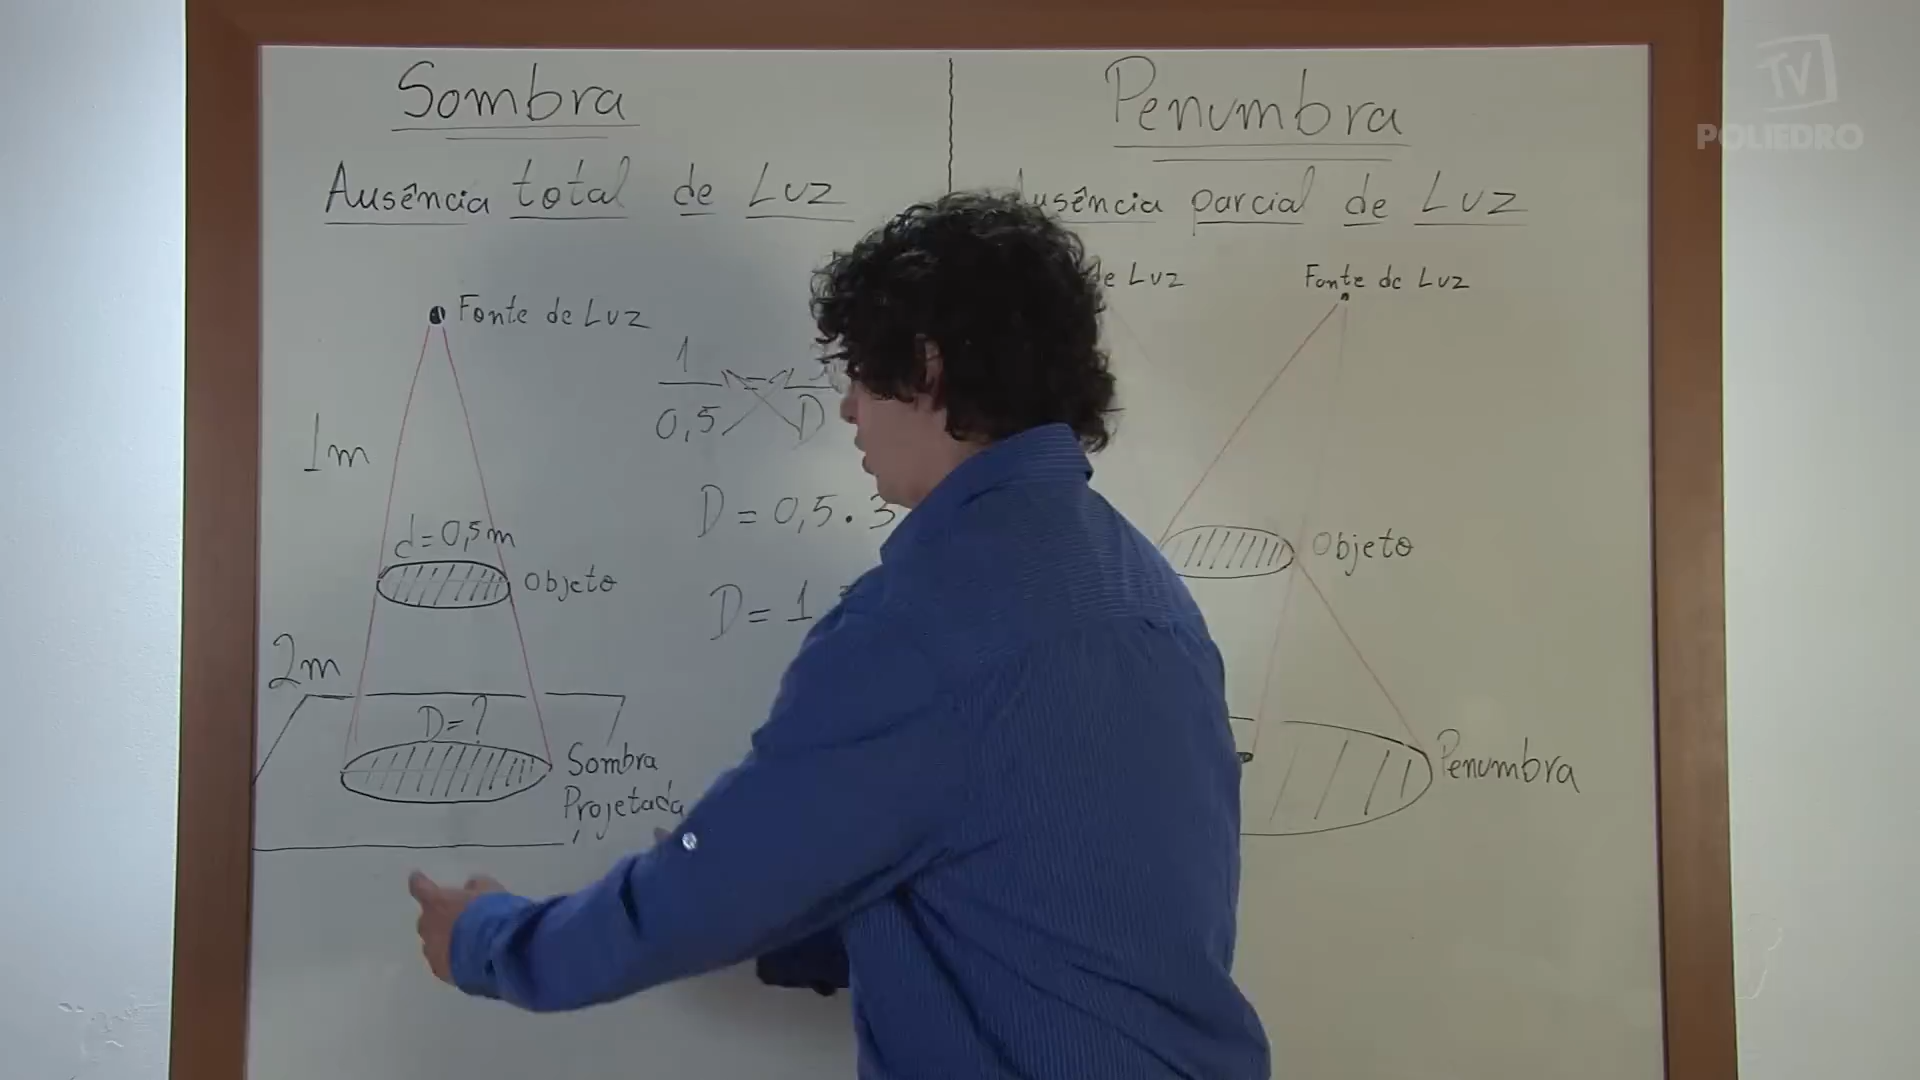 Sombra
Ausência total de Luz
Fonte de Luz
1m
d=0,5m
Objeto
2m
D=?
Sombra
Projetada
1
0,5
=
D
D = 0,5 . 3
D = 1
Penumbra
parcial de Luz
de Luz
Fonte de Luz
Objeto
Penumbra
TV
POLIEDRO